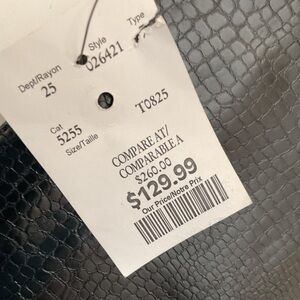 Dept/Rayon
25
Style
026421
Type
Cat
5255
Size/Taille
T0825
COMPARE AT/
COMPARABLE A
$260.00
$129.99
Our Price/Notre Prix